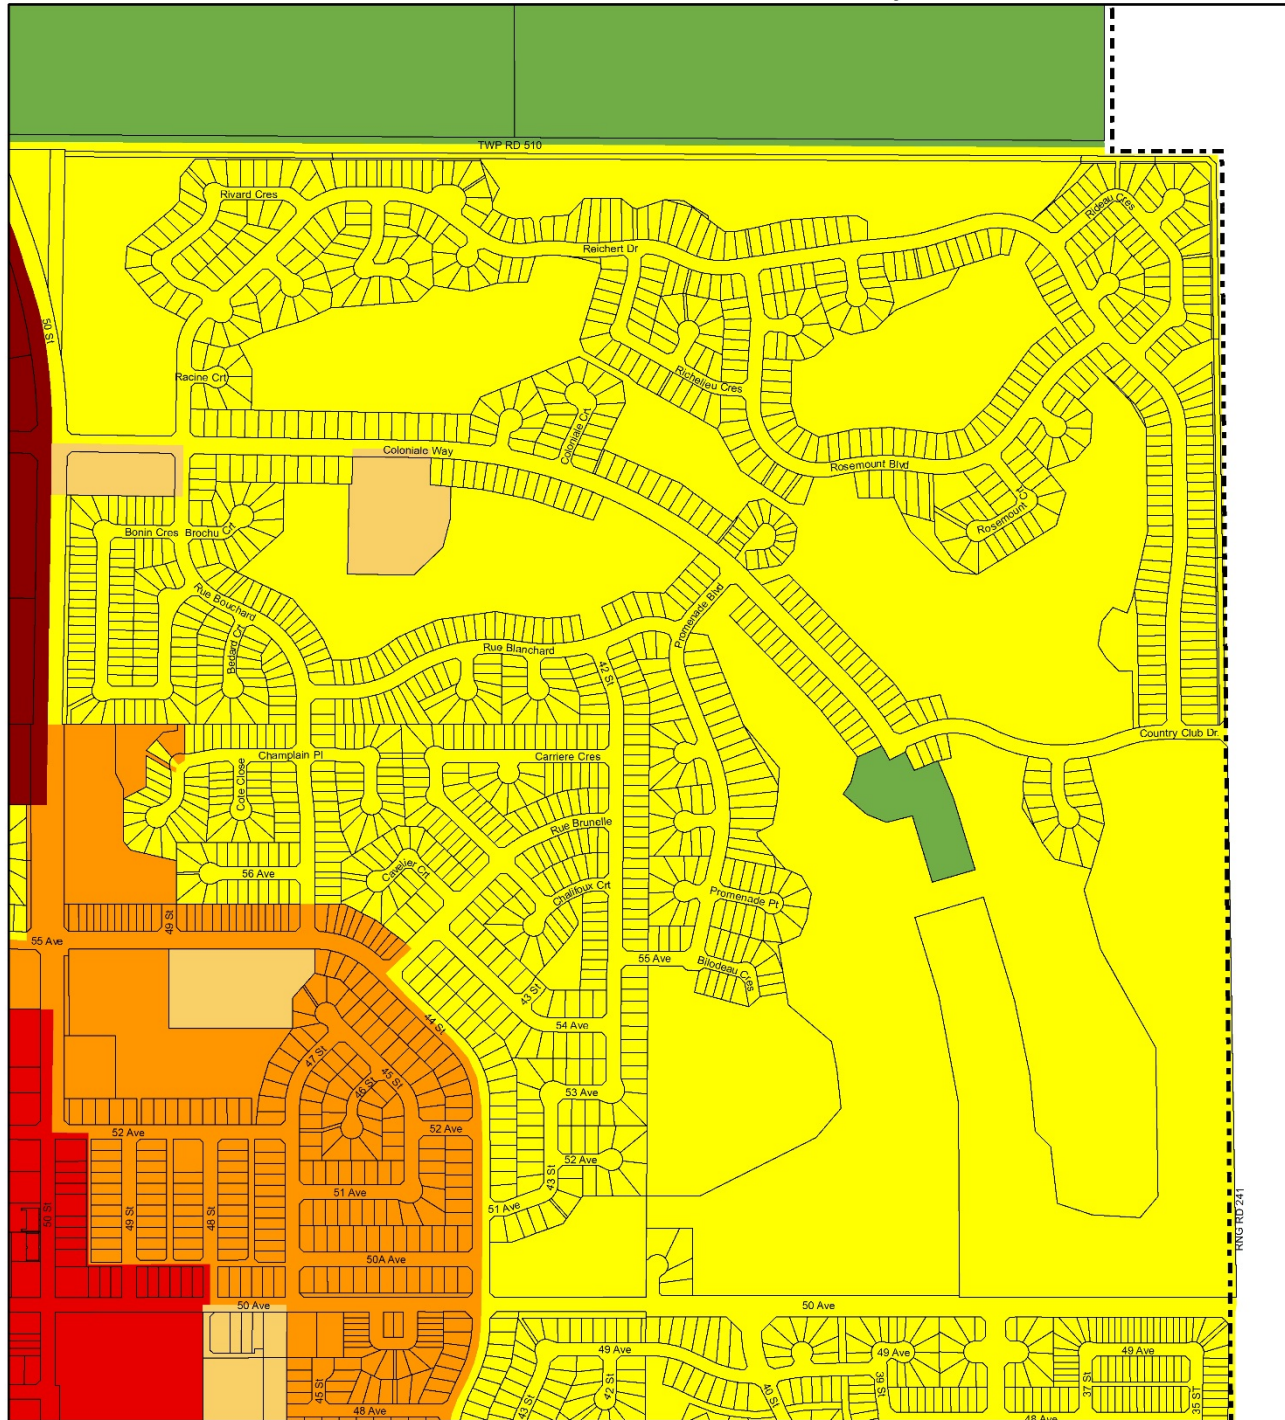 TWP RD 510
Rivard Cres
Rideau Cres
Reichert Dr
50 St
Racine Crt
Richelieu Cres
Coloniale Crt
Coloniale Way
Rosemount Blvd
Rosemount Crt
Bonin Cres
Brochu Crt
Rue Bouchard
Promenade Blvd
Bedard Crt
Rue Blanchard
42 St
Country Club Dr.
Champlain Pl
Carriere Cres
Cote Close
Rue Brunelle
Cavelier Crt
56 Ave
Chalifoux Crt
Promenade Pt
49 St
55 Ave
55 Ave
Bilodeau Cres
43 St
44 St
54 Ave
47 St
45 St
46 St
53 Ave
52 Ave
52 Ave
52 Ave
43 St
51 Ave
51 Ave
50 St
49 St
48 St
RNG RD 241
50A Ave
50 Ave
50 Ave
49 Ave
49 Ave
49 Ave
45 St
42 St
43 St
40 St
39 St
37 St
35 ST
48 Ave
48 Ave